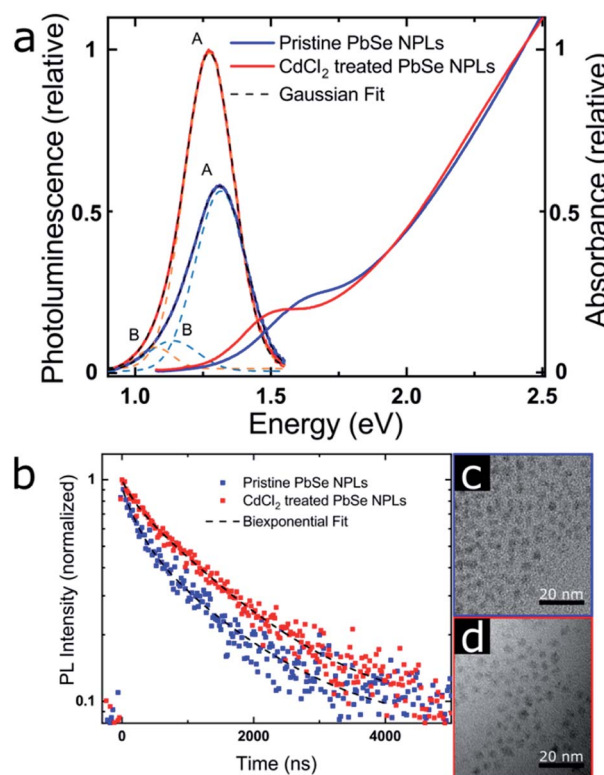 a
A
A
B
B
Pristine PbSe NPLs
CdCl₂ treated PbSe NPLs
Gaussian Fit
Photoluminescence (relative)
1
0.5
0
1.0
1.5
2.0
2.5
Energy (eV)
1
0.5
0
Absorbance (relative)
b
Pristine PbSe NPLs
CdCl₂ treated PbSe NPLs
Biexponential Fit
PL Intensity (normalized)
1
0.1
0
2000
4000
Time (ns)
c
20 nm
d
20 nm